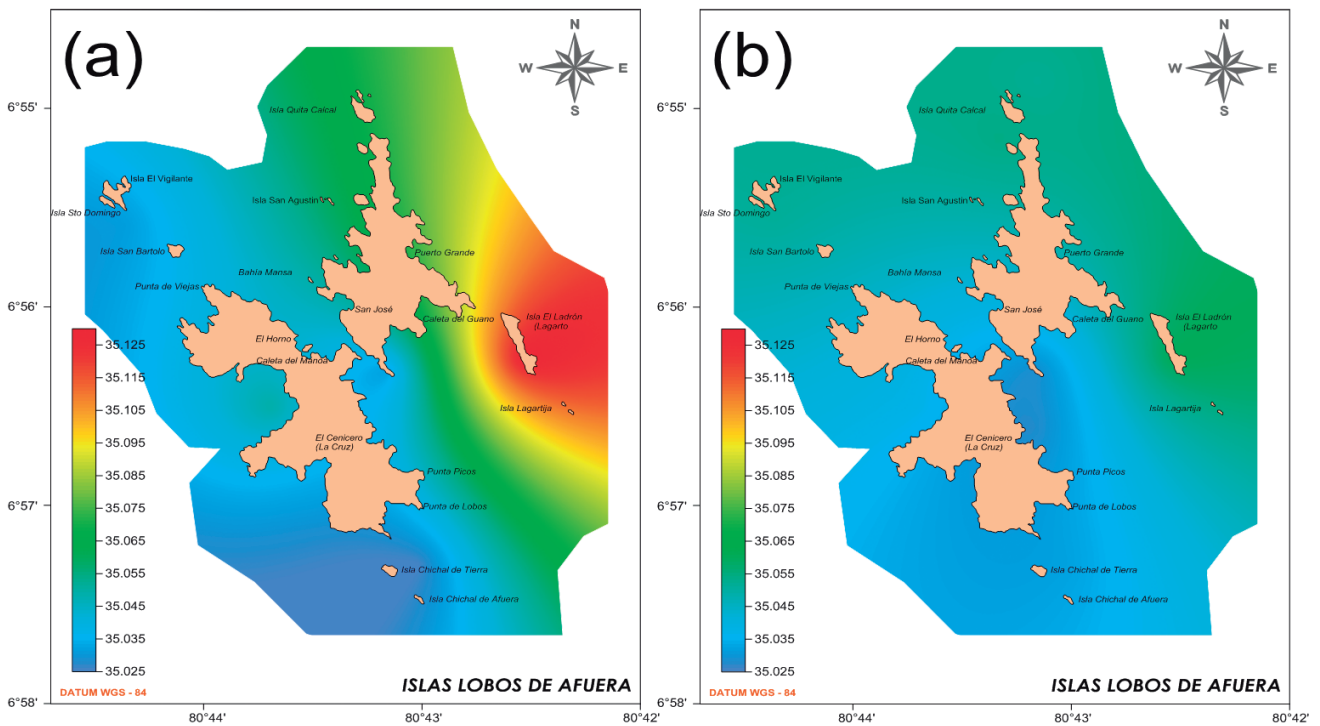 (a)
N
W E
S
6°55'
6°56'
6°57'
6°58'
Isla Quita Calcal
Isla El Vigilante
Isla San Agustin
Isla Sto Domingo
Isla San Bartolo
Puerto Grande
Bahía Mansa
Punta de Viejas
San José
Caleta del Guano
Isla El Ladrón
(Lagarto
El Horno
Caleta del Manoa
Isla Lagartija
El Cenicero
(La Cruz)
Punta Picos
Punta de Lobos
Isla Chichal de Tierra
Isla Chichal de Afuera
35.125
35.115
35.105
35.095
35.085
35.075
35.065
35.055
35.045
35.035
35.025
DATUM WGS - 84
ISLAS LOBOS DE AFUERA
80°44'
80°43'
80°42'
(b)
N
W E
S
6°55'
6°56'
6°57'
6°58'
Isla Quita Calcal
Isla El Vigilante
Isla San Agustin
Isla Sto Domingo
Isla San Bartolo
Puerto Grande
Bahía Mansa
Punta de Viejas
San José
Caleta del Guano
Isla El Ladrón
(Lagarto
El Horno
Caleta del Manoa
Isla Lagartija
El Cenicero
(La Cruz)
Punta Picos
Punta de Lobos
Isla Chichal de Tierra
Isla Chichal de Afuera
35.125
35.115
35.105
35.095
35.085
35.075
35.065
35.055
35.045
35.035
35.025
DATUM WGS - 84
ISLAS LOBOS DE AFUERA
80°44'
80°43'
80°42'